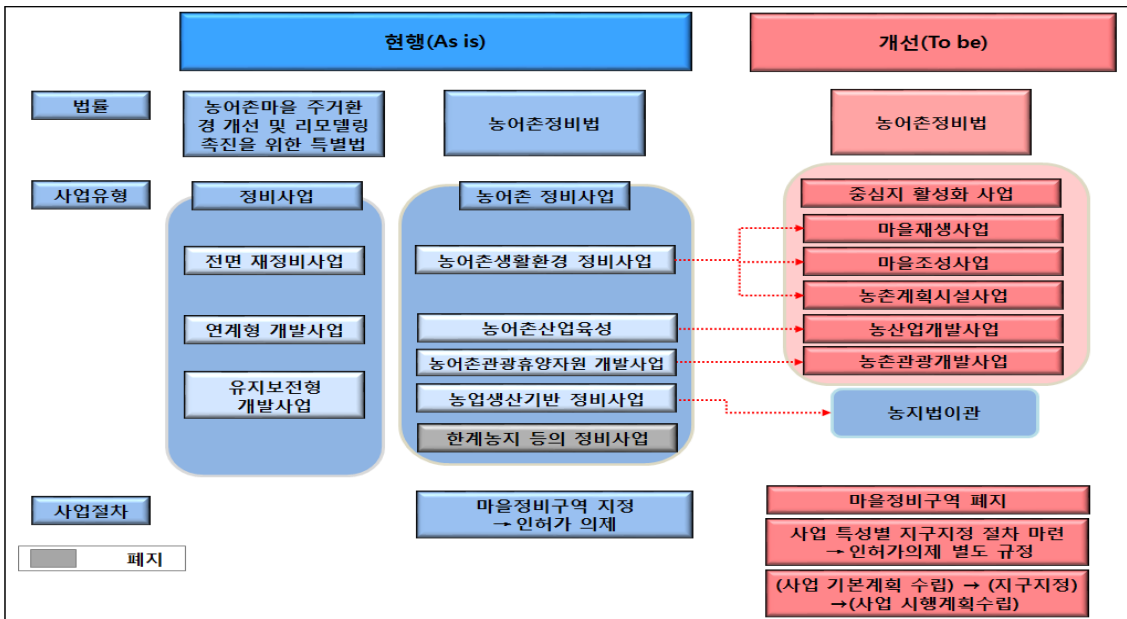 현행(As is)
개선(To be)
법률
농어촌마을 주거환
경 개선 및 리모델링
촉진을 위한 특별법
농어촌정비법
농어촌정비법
사업유형
정비사업
전면 재정비사업
연계형 개발사업
유지보전형
개발사업
농어촌 정비사업
농어촌생활환경 정비사업
농어촌산업육성
농어촌관광휴양자원 개발사업
농업생산기반 정비사업
한계농지 등의 정비사업
중심지 활성화 사업
마을재생사업
마을조성사업
농촌계획시설사업
농산업개발사업
농촌관광개발사업
농지법이관
사업절차
마을정비구역 지정
→ 인허가 의제
마을정비구역 폐지
사업 특성별 지구지정 절차 마련
→ 인허가의제 별도 규정
(사업 기본계획 수립) → (지구지정)
→(사업 시행계획수립)
폐지